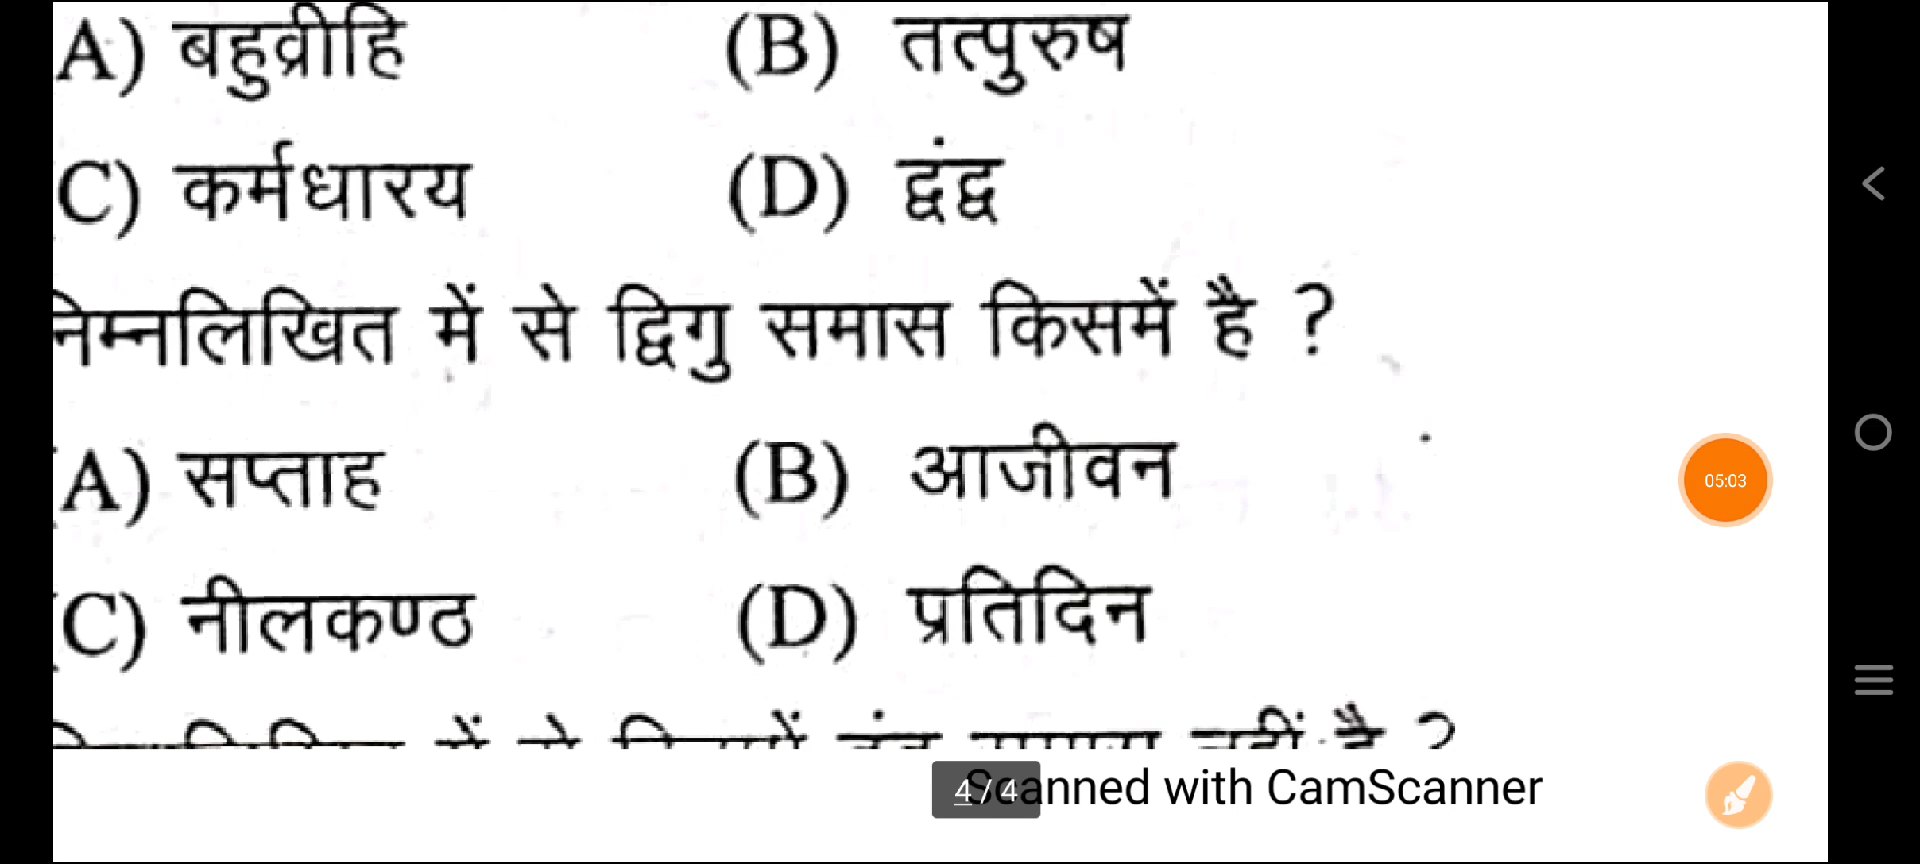 A) बहुव्रीहि (B) तत्पुरुष
C) कर्मधारय (D) द्वंद्व
निम्नलिखित में से द्विगु समास किसमें है ?
A) सप्ताह (B) आजीवन
05:03
(C) नीलकण्ठ (D) प्रतिदिन
में से
4/4 Scanned with CamScanner